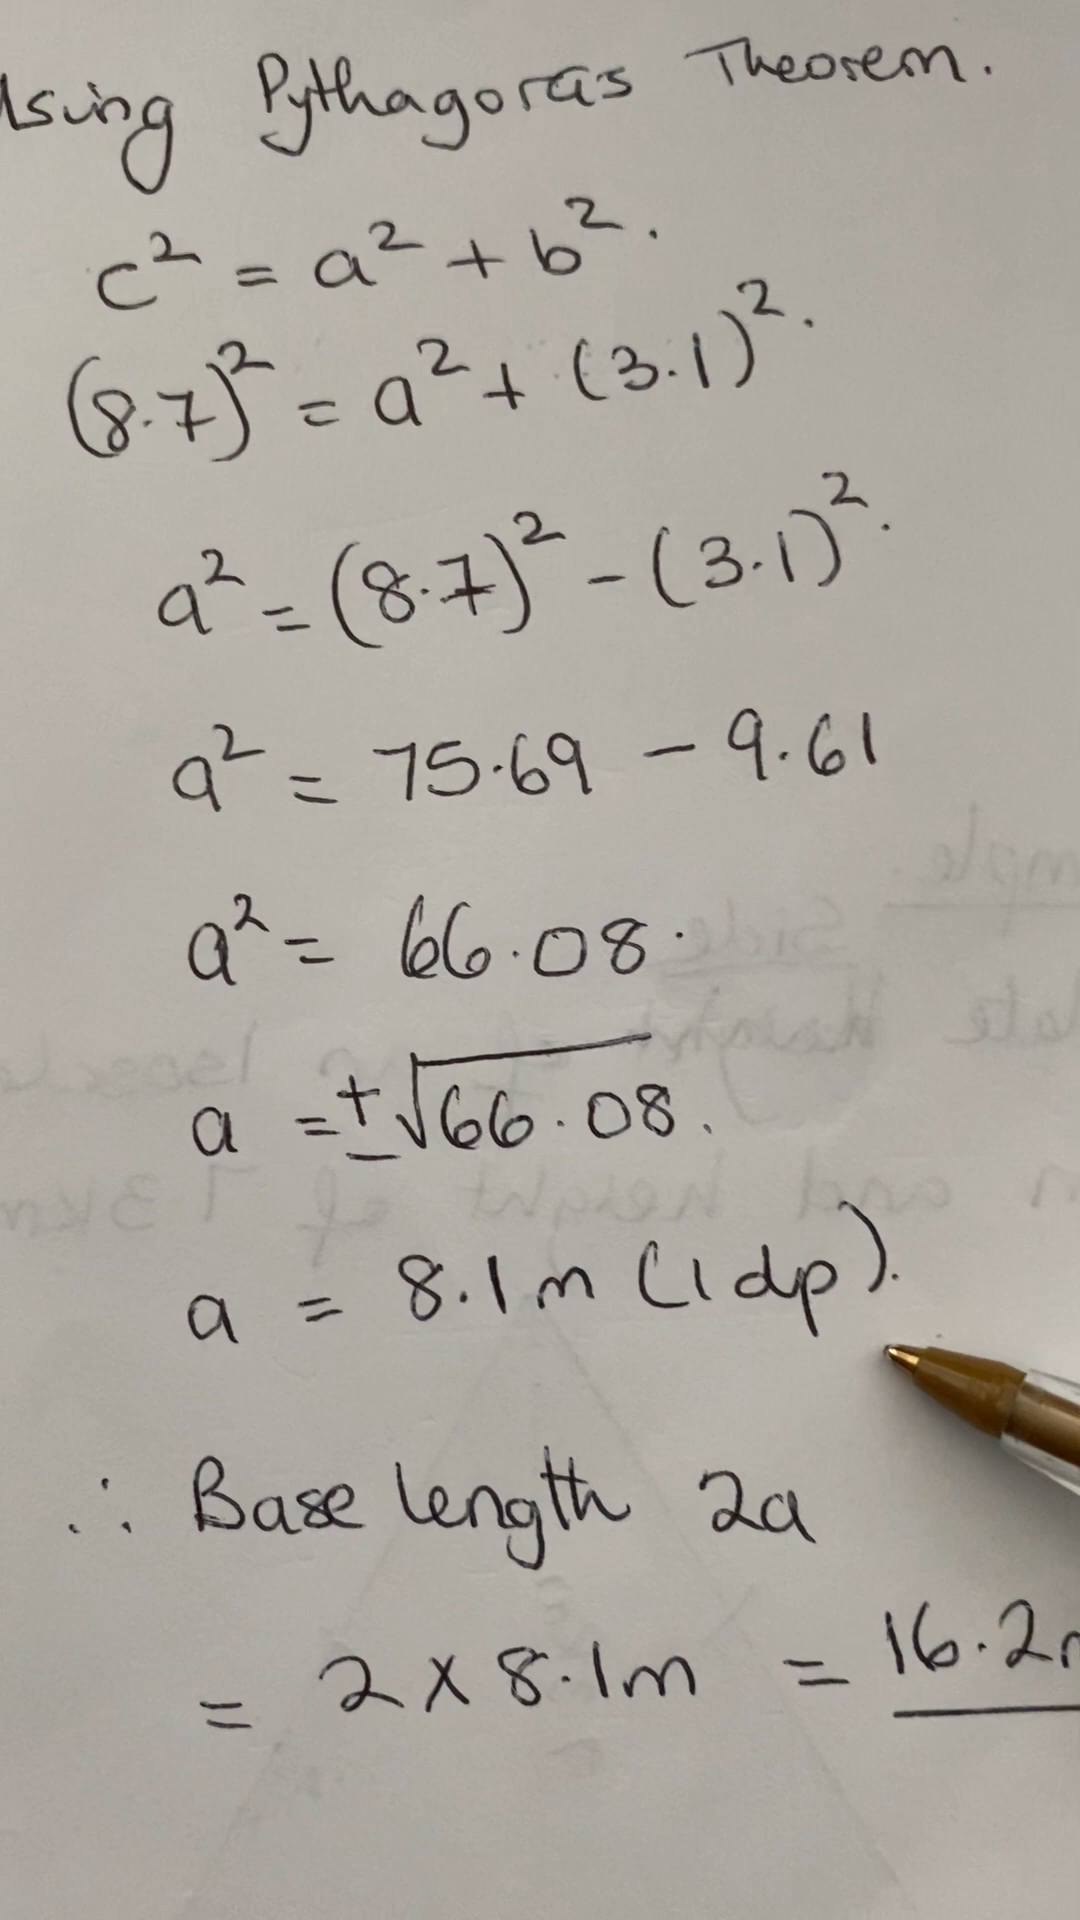 Using Pythagoras Theorem.
c² = a² + b².
(8.7)² = a² + (3.1)².
a² = (8.7)² - (3.1)².
a² = 75.69 - 9.61
a² = 66.08.
a = ±√66.08.
a = 8.1m (1dp).
∴ Base length 2a
= 2 × 8.1m = 16.2m